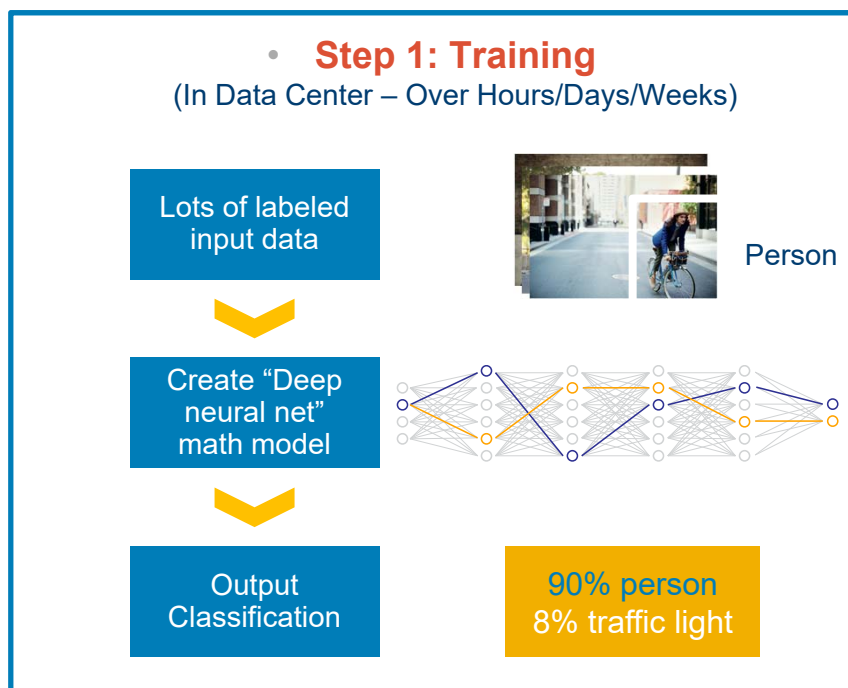 • Step 1: Training
(In Data Center – Over Hours/Days/Weeks)
Lots of labeled
input data
Person
Create “Deep
neural net”
math model
Output
Classification
90% person
8% traffic light